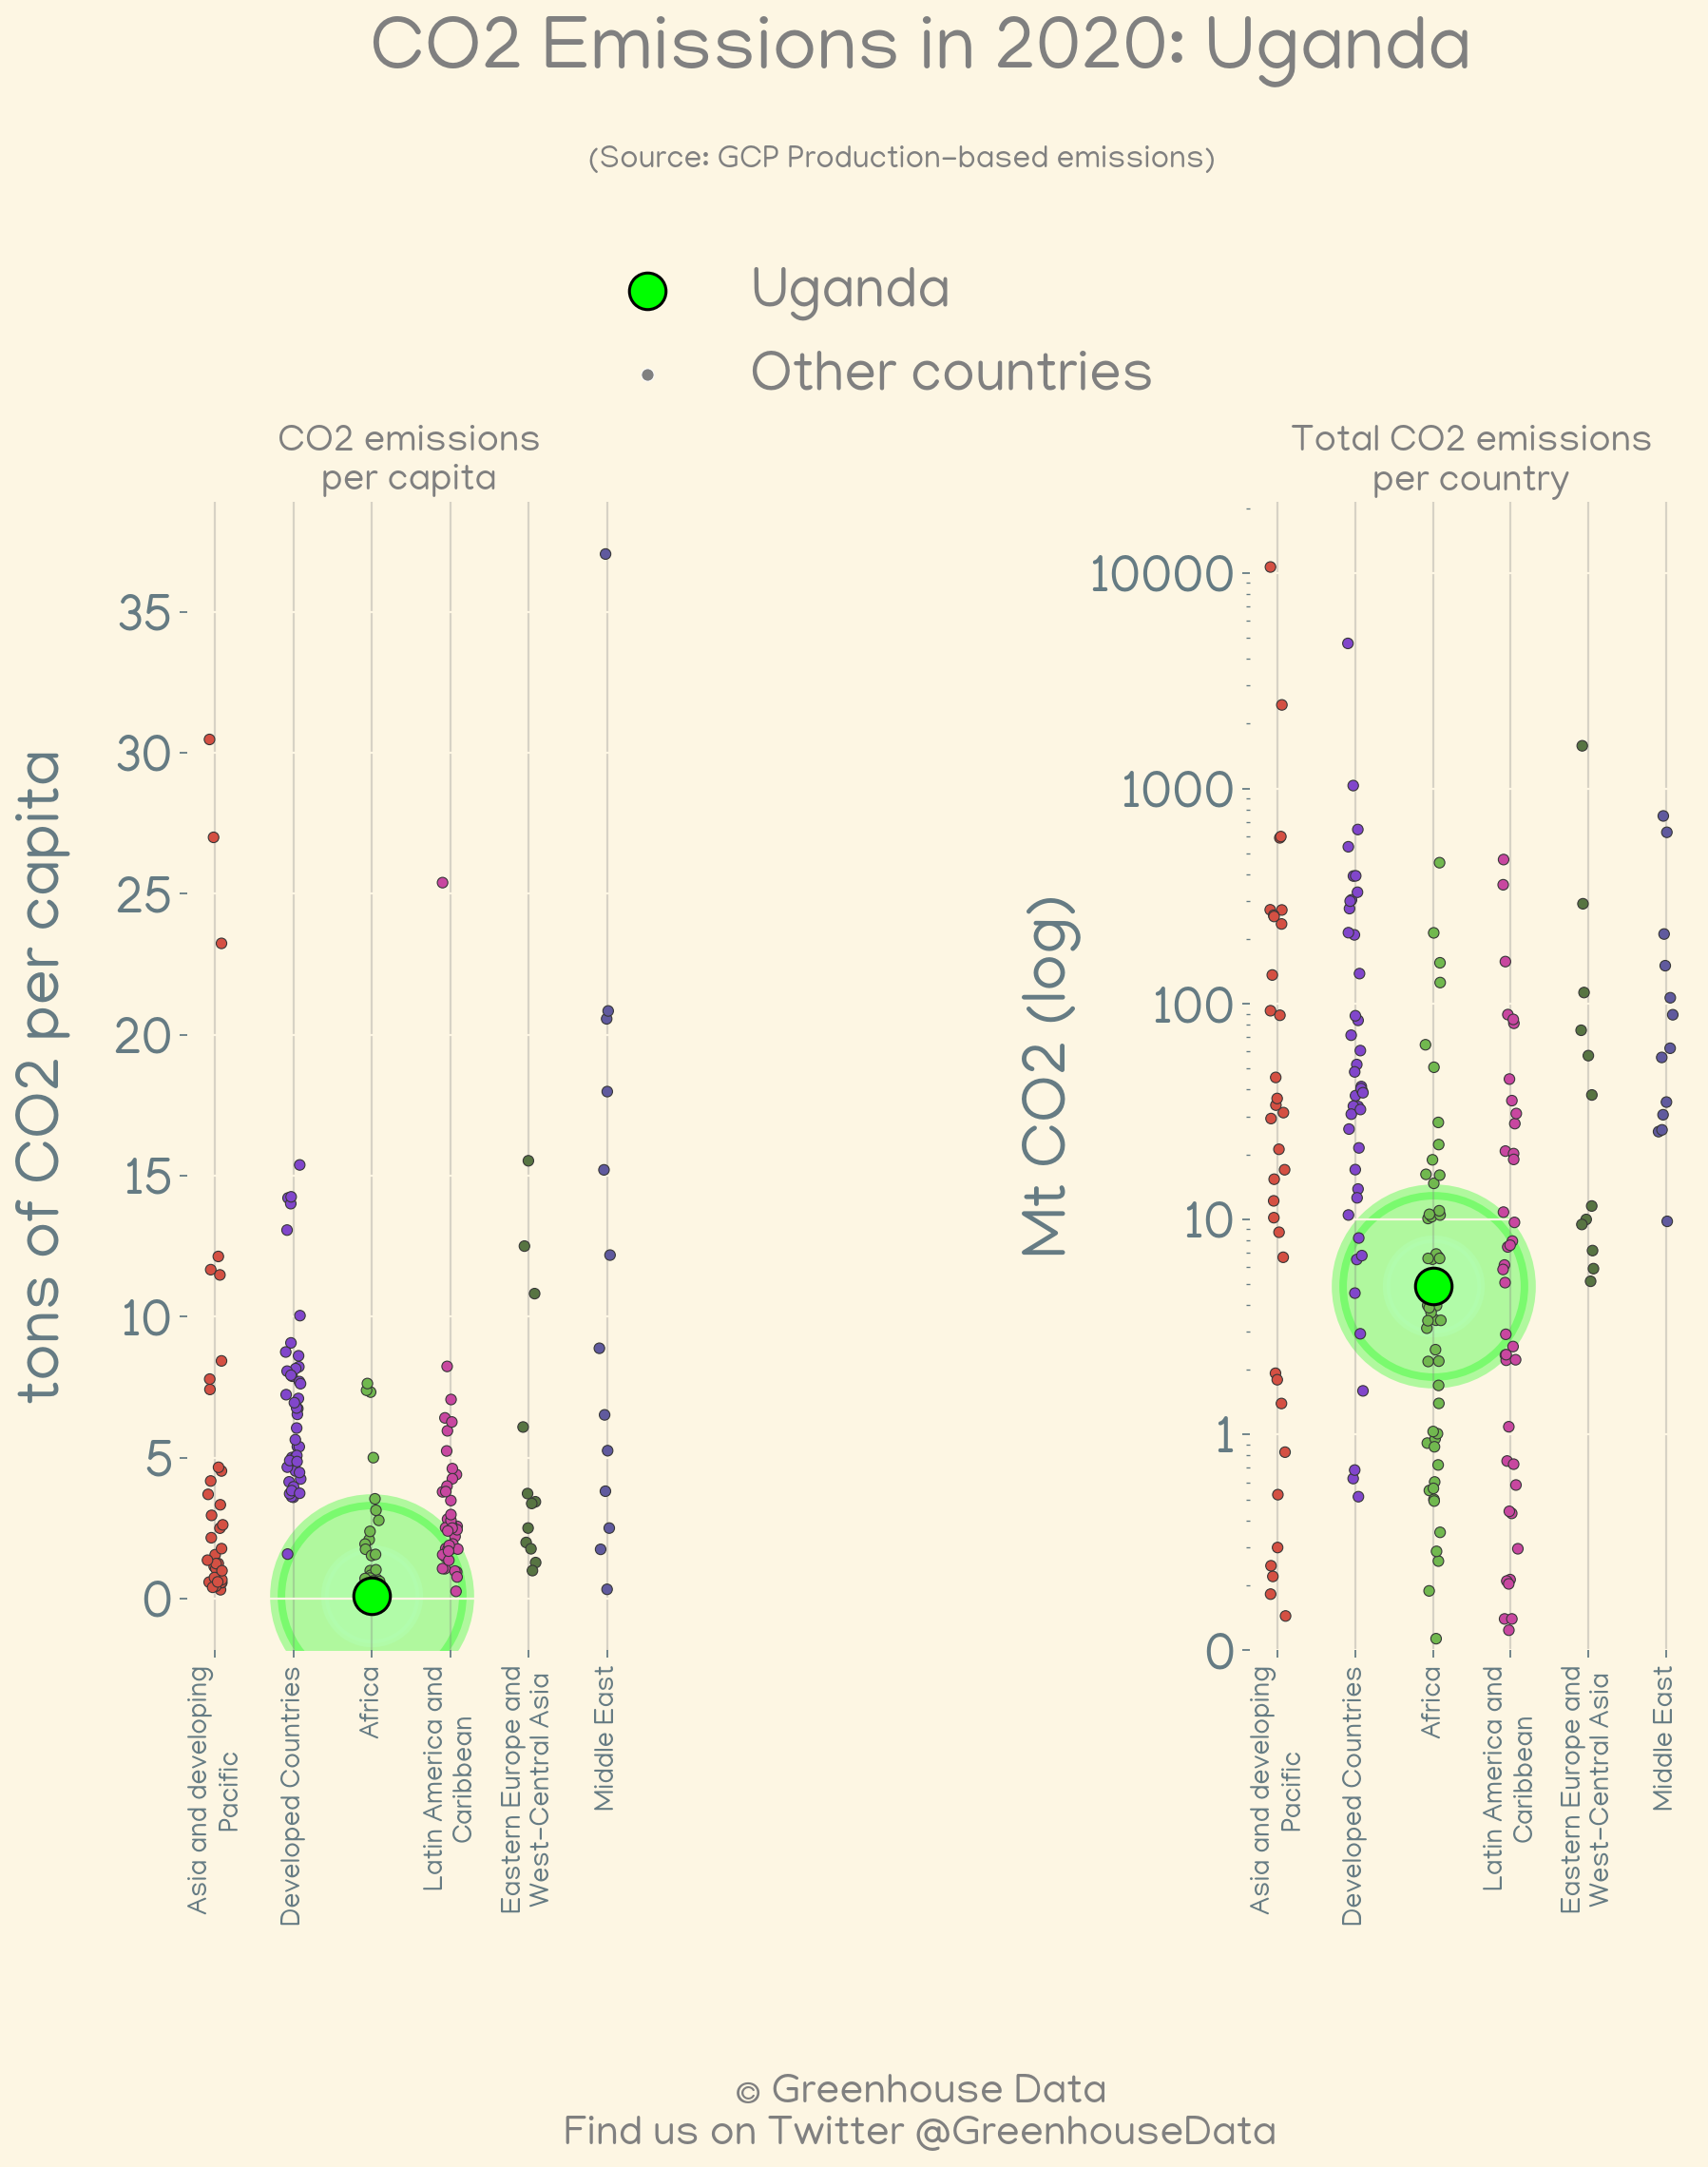 CO2 Emissions in 2020: Uganda
(Source: GCP Production-based emissions)
Uganda
Other countries
CO2 emissions
per capita
tons of CO2 per capita
35
30
25
20
15
10
5
0
Asia and developing
Pacific
Developed Countries
Africa
Latin America and
Caribbean
Eastern Europe and
West-Central Asia
Middle East
Total CO2 emissions
per country
Mt CO2 (log)
10000
1000
100
10
1
0
Asia and developing
Pacific
Developed Countries
Africa
Latin America and
Caribbean
Eastern Europe and
West-Central Asia
Middle East
© Greenhouse Data
Find us on Twitter @GreenhouseData